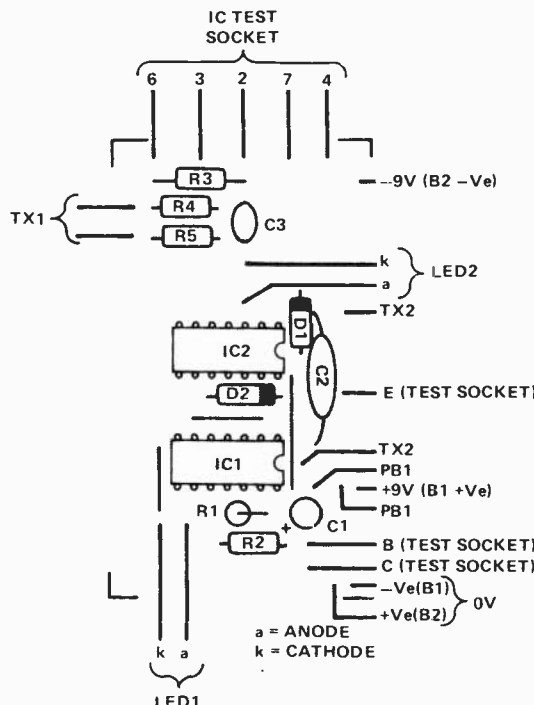 IC TEST
SOCKET
6 3 2 7 4
R3
--9V (B2 -Ve)
TX1
R4
R5
C3
k
LED2
a
TX2
D1
IC2
C2
D2
E (TEST SOCKET)
TX2
IC1
PB1
+9V (B1 +Ve)
R1
PB1
+
C1
R2
B (TEST SOCKET)
C (TEST SOCKET)
-Ve(B1)
0V
+Ve(B2)
a = ANODE
k = CATHODE
k a
LED1